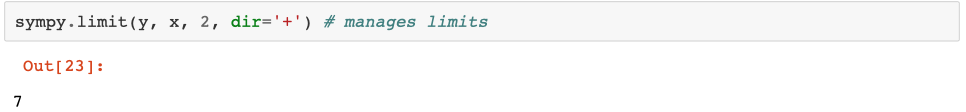 sympy.limit(y, x, 2, dir='+') # manages limits
Out[23]:
7